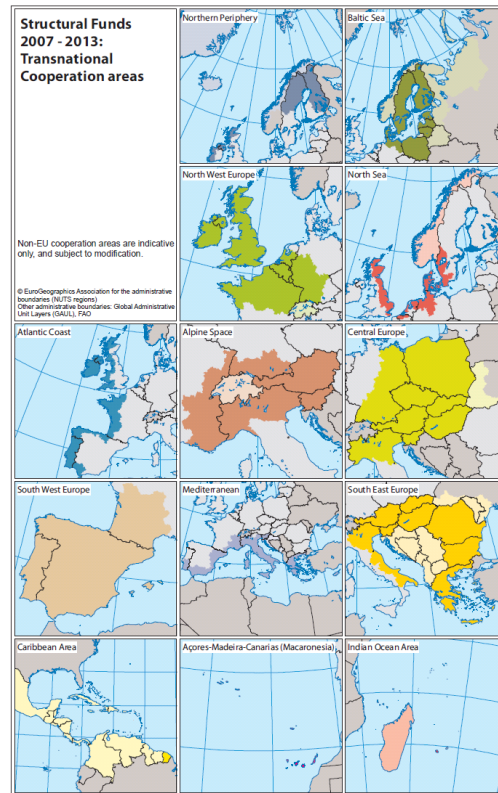 Structural Funds
2007 - 2013:
Transnational
Cooperation areas
Non-EU cooperation areas are indicative
only, and subject to modification.
© EuroGeographics Association for the administrative
boundaries (NUTS regions)
Other administrative boundaries: Global Administrative
Unit Layers (GAUL), FAO
Northern Periphery
Baltic Sea
North West Europe
North Sea
Atlantic Coast
Alpine Space
Central Europe
South West Europe
Mediterranean
South East Europe
Caribbean Area
Açores-Madeira-Canarias (Macaronesia)
Indian Ocean Area